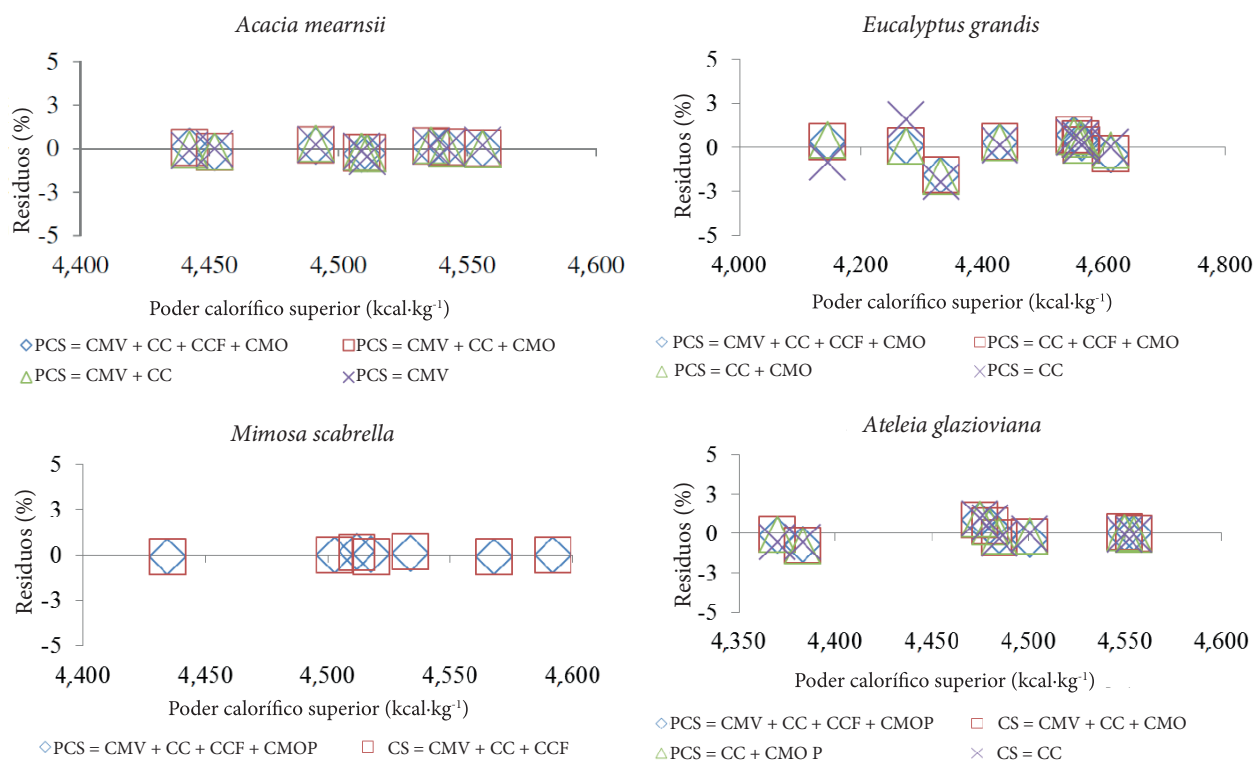 Acacia mearnsii
Residuos (%)
5
3
0
-3
-5
4,400 4,450 4,500 4,550 4,600
Poder calorífico superior (kcal·kg-1)
PCS = CMV + CC + CCF + CMO
PCS = CMV + CC + CMO
PCS = CMV + CC
PCS = CMV
Eucalyptus grandis
Residuos (%)
5
3
0
-3
-5
4,000 4,200 4,400 4,600 4,800
Poder calorífico superior (kcal·kg-1)
PCS = CMV + CC + CCF + CMO
PCS = CC + CCF + CMO
PCS = CC + CMO
PCS = CC
Mimosa scabrella
Residuos (%)
5
3
0
-3
-5
4,400 4,450 4,500 4,550 4,600
Poder calorífico superior (kcal·kg-1)
PCS = CMV + CC + CCF + CMOP
CS = CMV + CC + CCF
Ateleia glazioviana
Residuos (%)
5
3
0
-3
-5
4,350 4,400 4,450 4,500 4,550 4,600
Poder calorífico superior (kcal·kg-1)
PCS = CMV + CC + CCF + CMOP
CS = CMV + CC + CMO
PCS = CC + CMO P
CS = CC